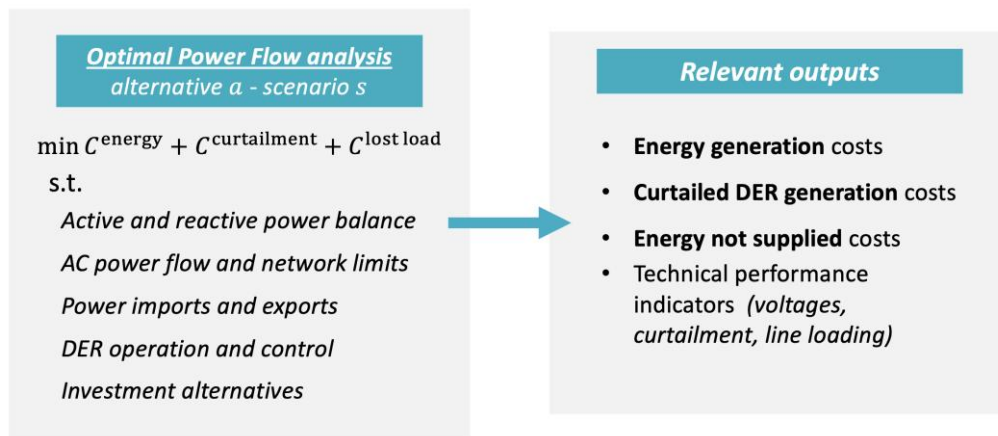 Optimal Power Flow analysis
alternative a - scenario s
min C^energy + C^curtailment + C^lost load
s.t.
Active and reactive power balance
AC power flow and network limits
Power imports and exports
DER operation and control
Investment alternatives
Relevant outputs
• Energy generation costs
• Curtailed DER generation costs
• Energy not supplied costs
• Technical performance
indicators (voltages,
curtailment, line loading)